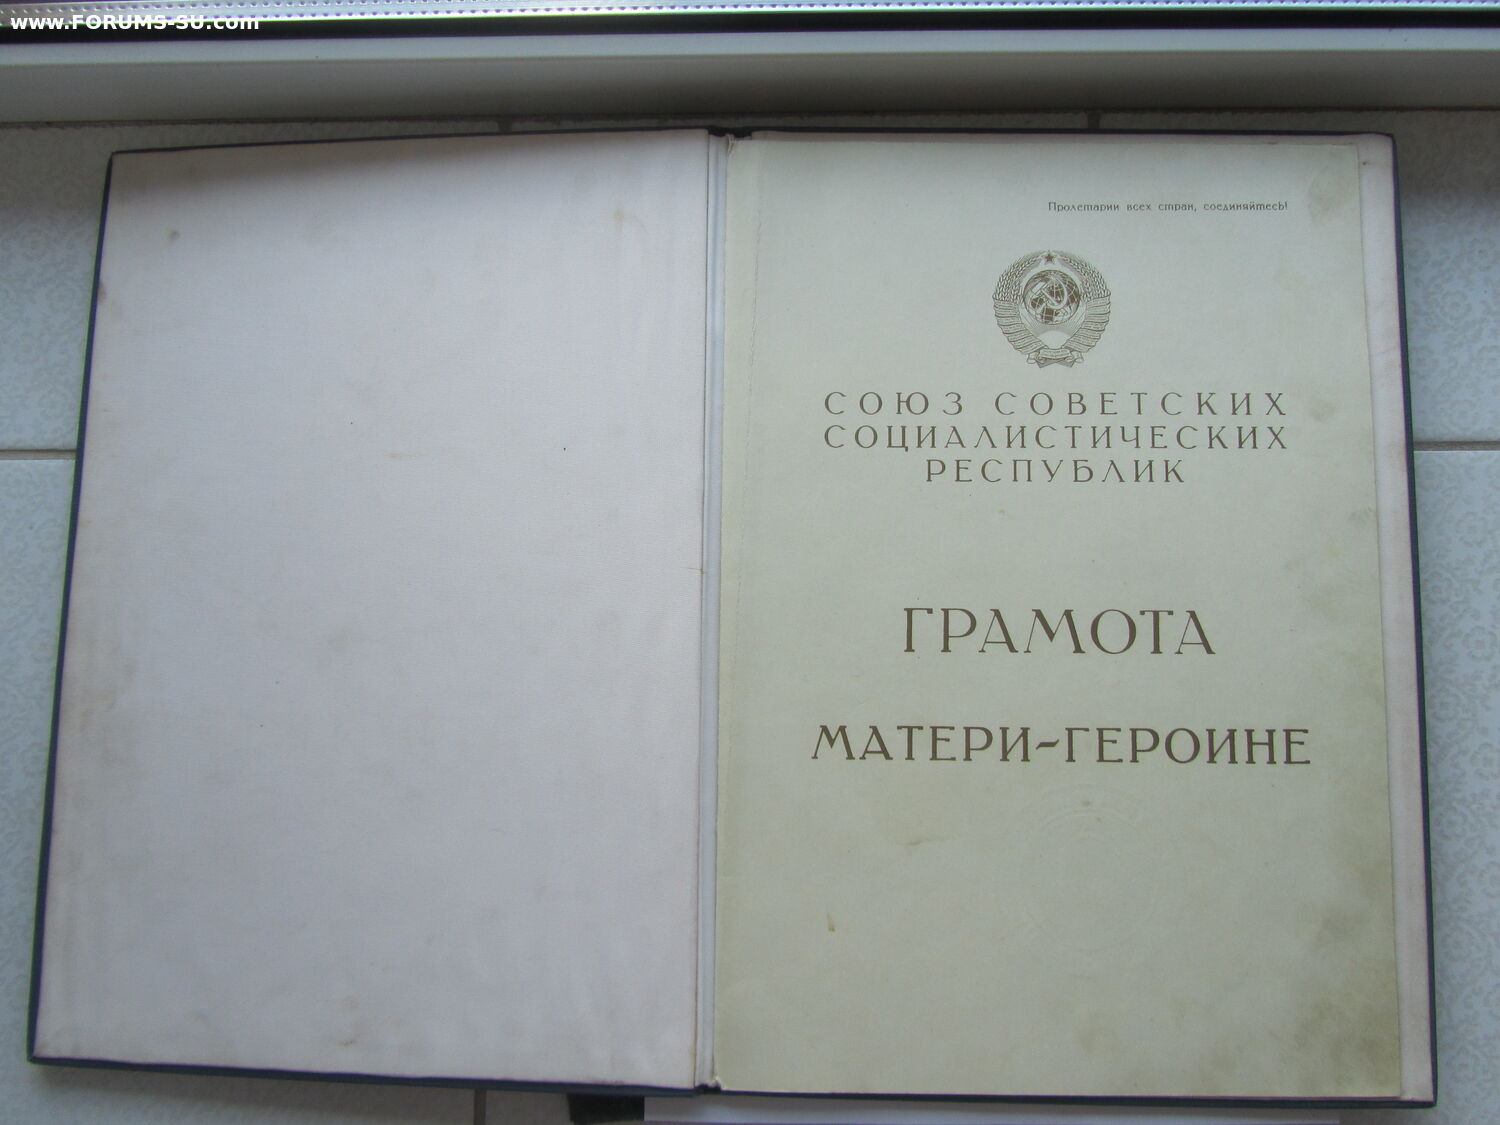 www.FORUMS-SU.com
Пролетарии всех стран, соединяйтесь!
СОЮЗ СОВЕТСКИХ
СОЦИАЛИСТИЧЕСКИХ
РЕСПУБЛИК
ГРАМОТА
МАТЕРИ-ГЕРОИНЕ